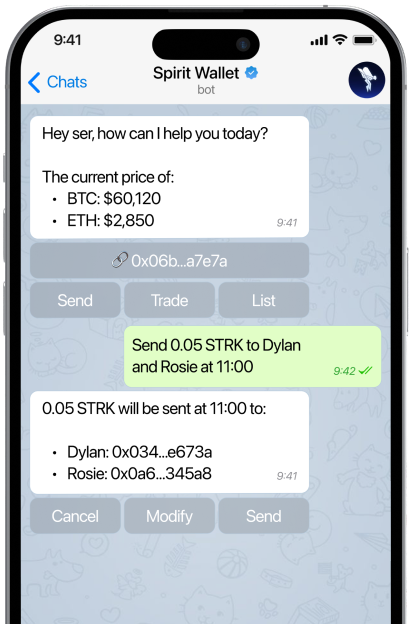 9:41
Chats
Spirit Wallet
bot
Hey ser, how can I help you today?
The current price of:
• BTC: $60,120
• ETH: $2,850
9:41
🔗 0x06b...a7e7a
Send Trade List
Send 0.05 STRK to Dylan
and Rosie at 11:00
9:42
0.05 STRK will be sent at 11:00 to:
• Dylan: 0x034...e673a
• Rosie: 0x0a6...345a8
9:41
Cancel Modify Send